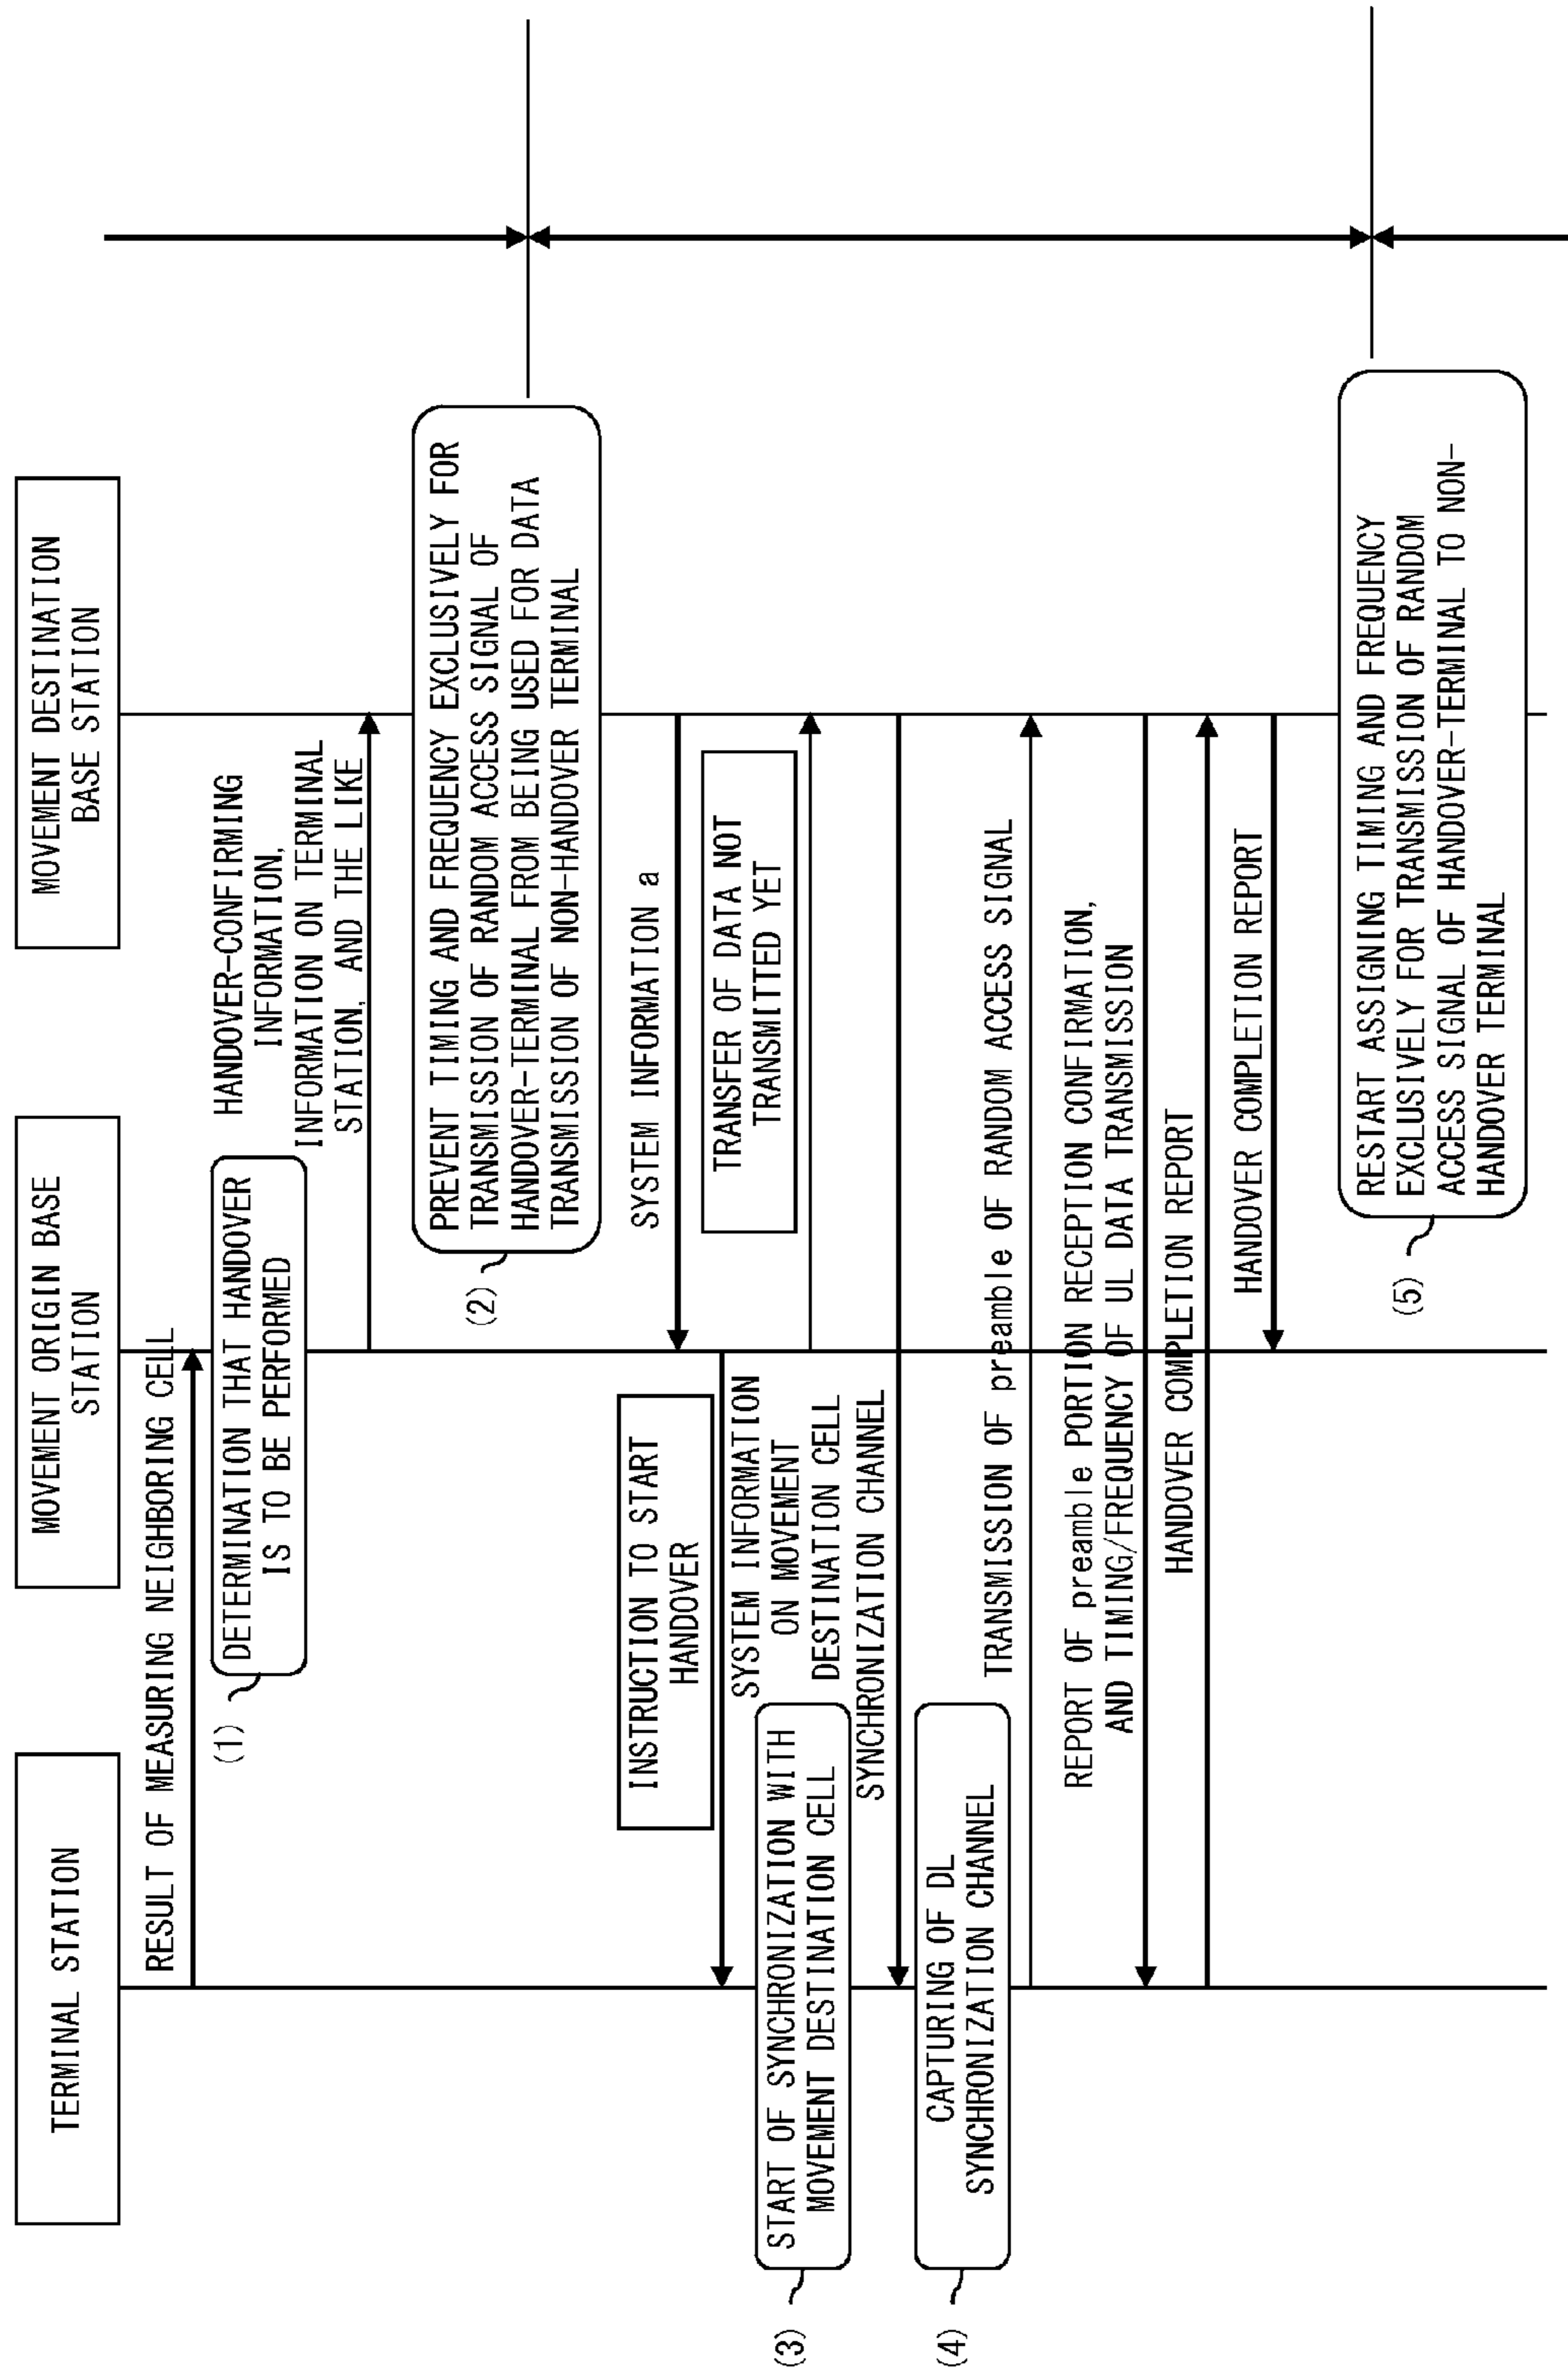 TERMINAL STATION
MOVEMENT ORIGIN BASE
STATION
MOVEMENT DESTINATION
BASE STATION
RESULT OF MEASURING NEIGHBORING CELL
(1)
DETERMINATION THAT HANDOVER
IS TO BE PERFORMED
HANDOVER-CONFIRMING
INFORMATION,
INFORMATION ON TERMINAL
STATION, AND THE LIKE
(2)
PREVENT TIMING AND FREQUENCY EXCLUSIVELY FOR
TRANSMISSION OF RANDOM ACCESS SIGNAL OF
HANDOVER-TERMINAL FROM BEING USED FOR DATA
TRANSMISSION OF NON-HANDOVER TERMINAL
SYSTEM INFORMATION a
INSTRUCTION TO START
HANDOVER
TRANSFER OF DATA NOT
TRANSMITTED YET
SYSTEM INFORMATION
ON MOVEMENT
DESTINATION CELL
(3)
START OF SYNCHRONIZATION WITH
MOVEMENT DESTINATION CELL
SYNCHRONIZATION CHANNEL
(4)
CAPTURING OF DL
SYNCHRONIZATION CHANNEL
TRANSMISSION OF preamble OF RANDOM ACCESS SIGNAL
REPORT OF preamble PORTION RECEPTION CONFIRMATION,
AND TIMING/FREQUENCY OF UL DATA TRANSMISSION
HANDOVER COMPLETION REPORT
HANDOVER COMPLETION REPORT
(5)
RESTART ASSIGNING TIMING AND FREQUENCY
EXCLUSIVELY FOR TRANSMISSION OF RANDOM
ACCESS SIGNAL OF HANDOVER-TERMINAL TO NON-
HANDOVER TERMINAL